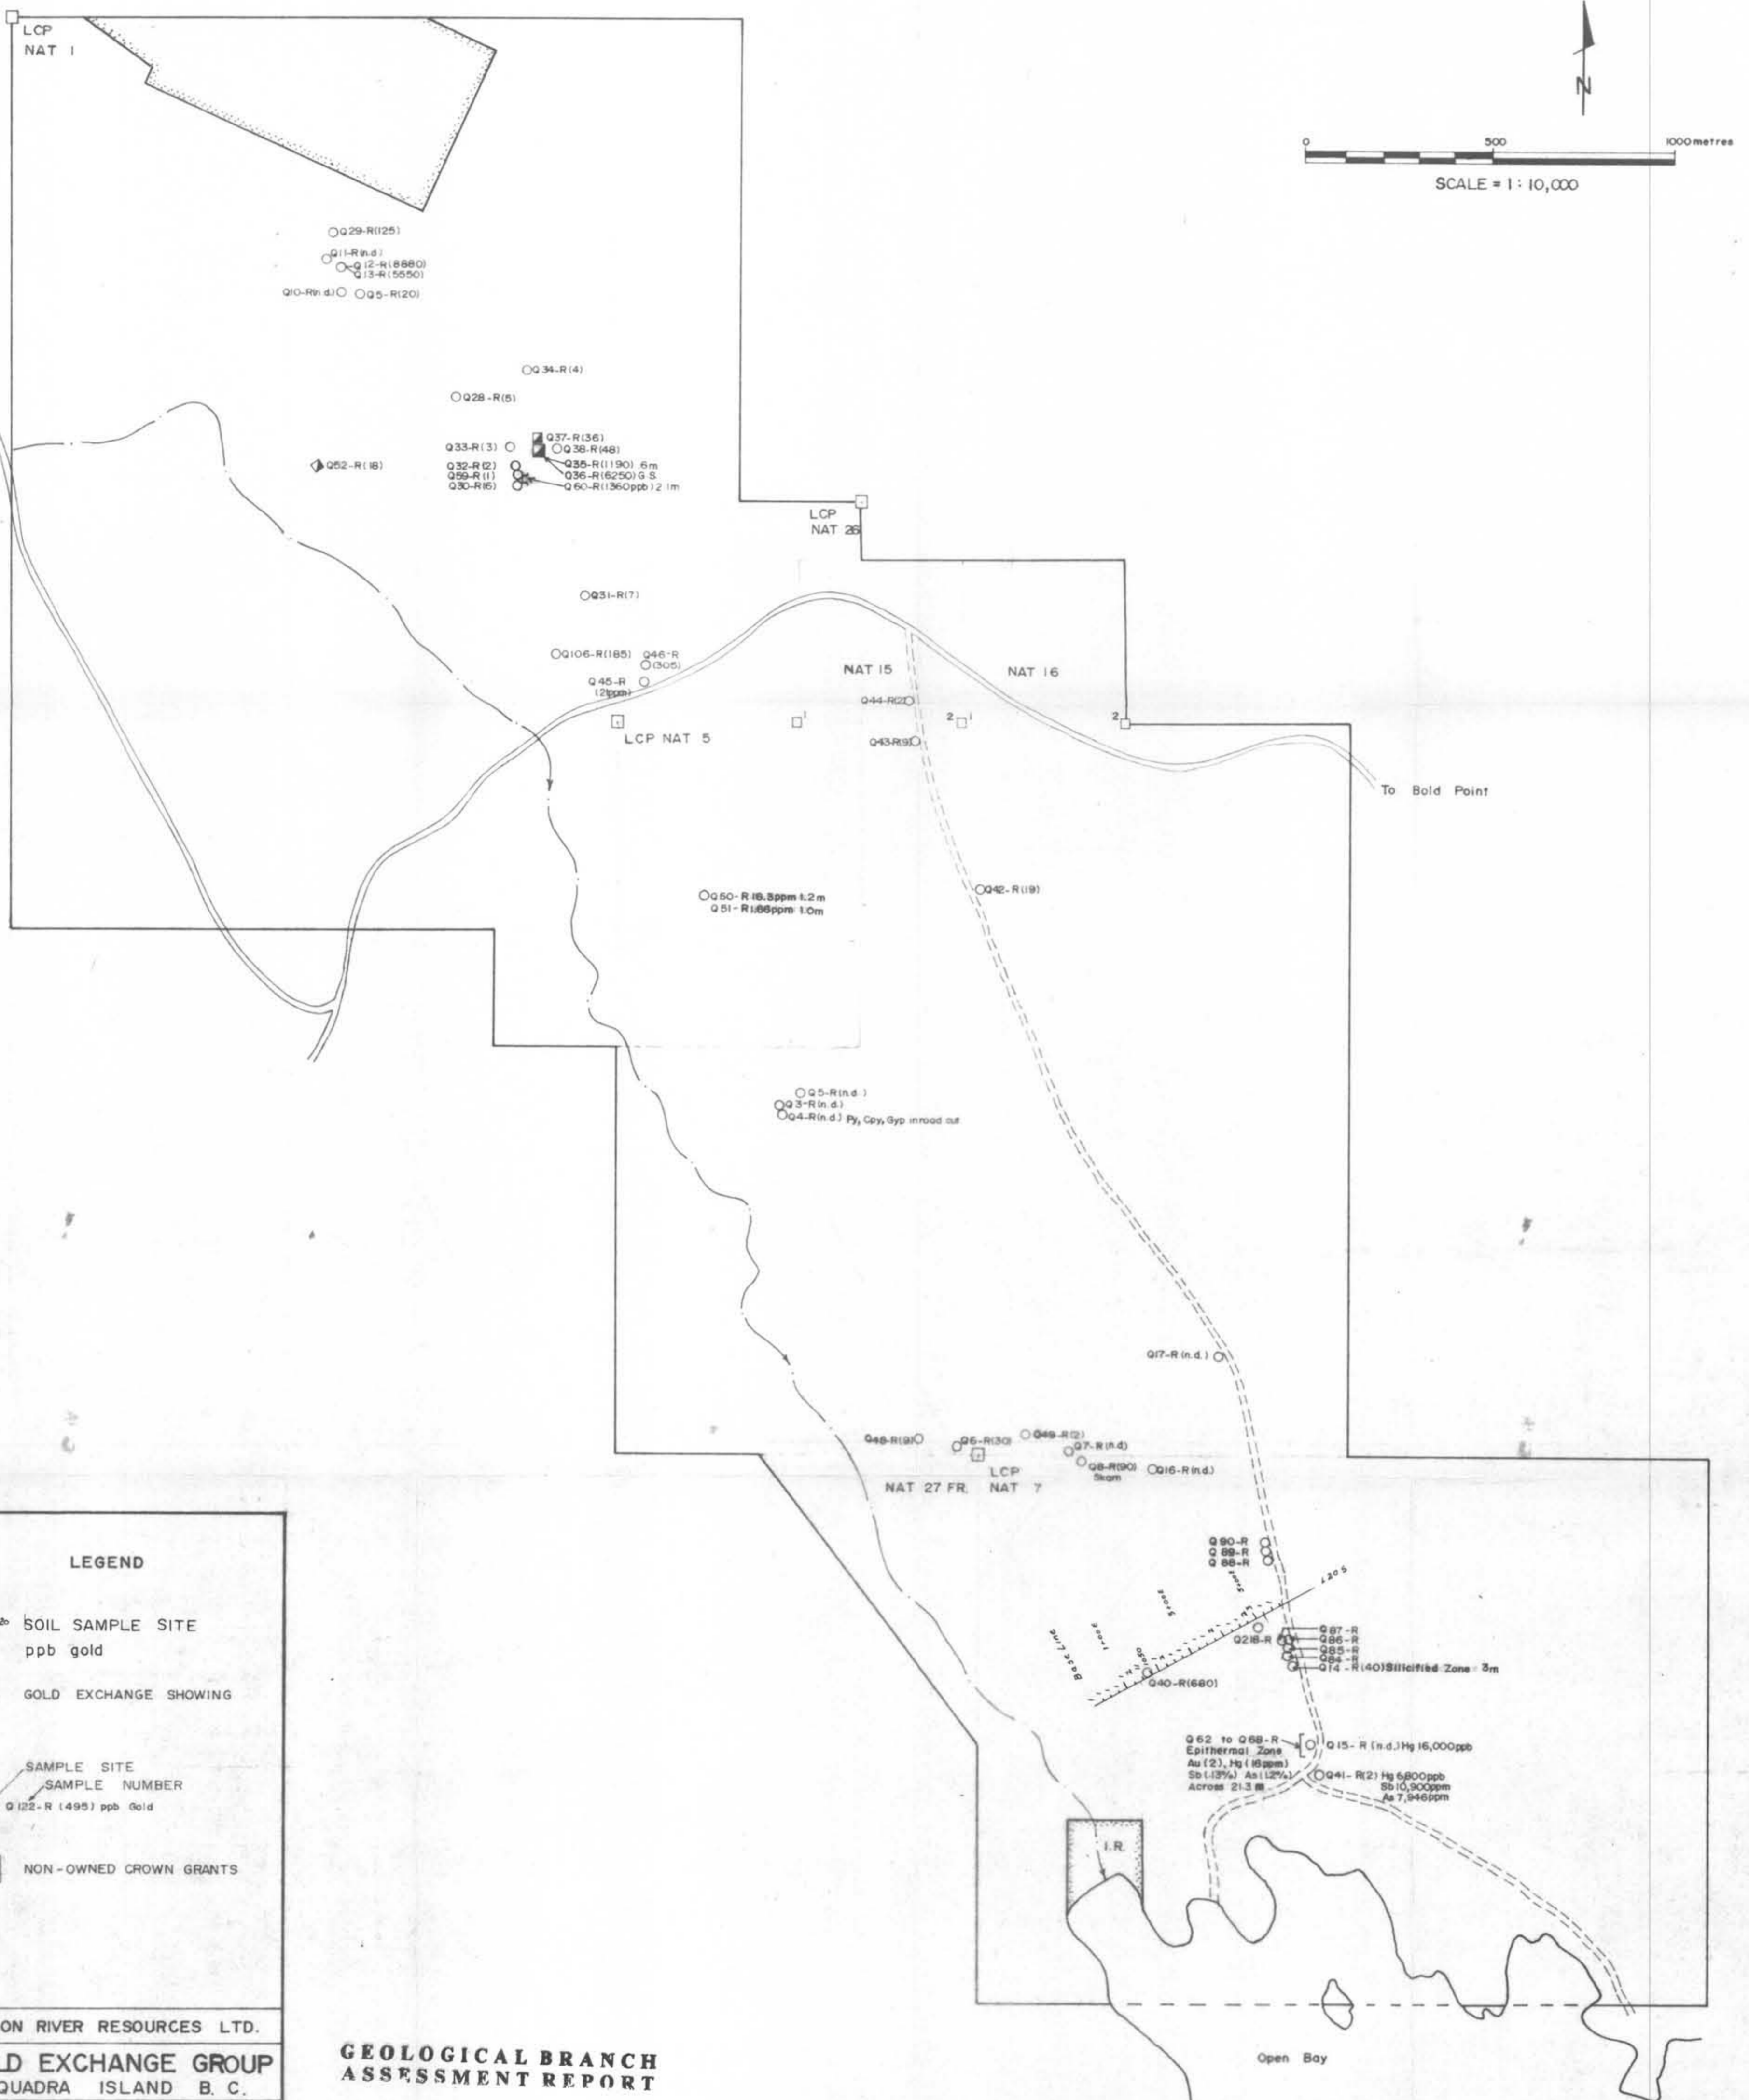 LCP
NAT 1
N
0 500 1000 metres
SCALE = 1 : 10,000
Q29-R(125)
Q11-R(n.d.)
Q12-R(8680)
Q13-R(5550)
Q10-R(n.d.)
Q5-R(20)
Q34-R(4)
Q28-R(5)
Q37-R(36)
Q33-R(3)
Q38-R(48)
Q52-R(18)
Q32-R(2)
Q35-R(1190) .6m
Q59-R(1)
Q36-R(6250) G.S.
Q30-R(6)
Q60-R(1360ppb) 2.1m
LCP
NAT 26
Q31-R(7)
Q106-R(185)
Q46-R
(305)
Q45-R
(21ppm)
NAT 15
NAT 16
Q44-R(2)
LCP NAT 5
1
2 1
2
Q43-R(9)
To Bold Point
Q50-R 18.3ppm 1.2m
Q51-R 1.66ppm 1.0m
Q42-R(19)
Q5-R(n.d.)
Q3-R(n.d.)
Q4-R(n.d.) Py, Cpy, Gyp in road cut
Q17-R (n.d.)
Q48-R(9)
Q6-R(30)
Q49-R(2)
Q7-R(n.d)
Q8-R(90)
Skarn
Q16-R(n.d.)
LCP
NAT 27 FR. NAT 7
Q90-R
Q89-R
Q88-R
L20S
Base Line
Q87-R
Q86-R
Q218-R
Q85-R
Q84-R
Q14-R(40) Silicified Zone 3m
Q40-R(680)
Q62 to Q68-R
Epithermal Zone
Au (2), Hg (16ppm)
Sb (.13%) As (1.2%)
Across 21.3 m
Q15-R (n.d.) Hg 16,000ppb
Q41-R(2) Hg 6,800ppb
Sb 10,900ppm
As 7,946ppm
I.R.
Open Bay
LEGEND
SOIL SAMPLE SITE
ppb gold
GOLD EXCHANGE SHOWING
SAMPLE SITE
SAMPLE NUMBER
Q122-R (495) ppb Gold
NON-OWNED CROWN GRANTS
ON RIVER RESOURCES LTD.
LD EXCHANGE GROUP
QUADRA ISLAND B. C.
GEOLOGICAL BRANCH
ASSESSMENT REPORT